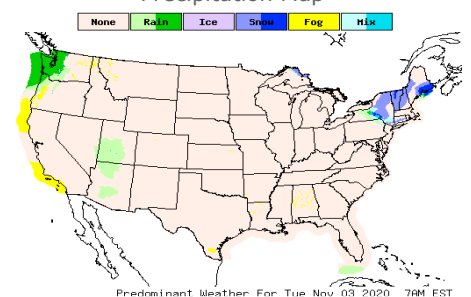 Precipitation Map
None Rain Ice Snow Fog Mix
Predominant Weather For Tue Nov 03 2020 7AM EST